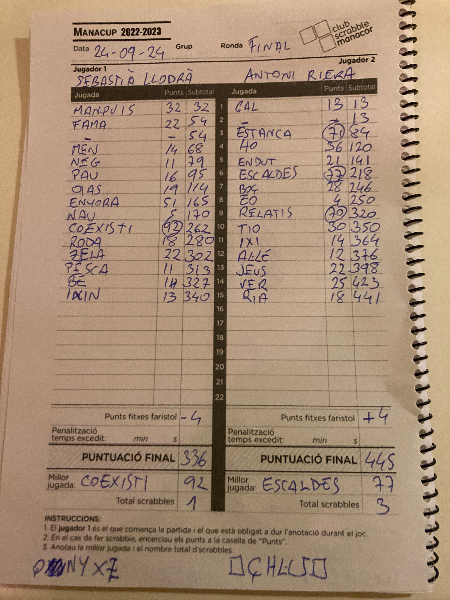 MANACUP 2022-2023
club scrabble manacor
Data 24-09-24 Grup Ronda FINAL
Jugador 1 Jugador 2
SEBASTIÀ LLODRÀ ANTONI RIERA
Jugada Punts Subtotal Jugada Punts Subtotal
MANPUIS 32 32 1 CAL 13 13
FAMA 22 54 2 - - 13
- - 54 3 ESTANCA 71 84
MEN 14 68 4 HO 36 120
NEG 11 79 5 ENDUT 21 141
PAU 16 95 6 ESCALDES 77 218
OIAS 19 114 7 28 246
ENYORA 51 165 8 EO 4 250
NAU 5 170 9 RELATIS 70 320
COEXISTI 92 262 10 TIO 30 350
RODA 18 280 11 IXI 14 364
ZELA 22 302 12 ALLE 12 376
PESCA 11 313 13 JEUS 22 398
BE 14 327 14 VER 25 423
IXIN 13 340 15 RIA 18 441
16
17
18
19
20
21
22
Punts fitxes faristol -4 Punts fitxes faristol +4
Penalització temps excedit: min s Penalització temps excedit: min s
PUNTUACIÓ FINAL 336 PUNTUACIÓ FINAL 445
Millor jugada: COEXISTI 92 Millor jugada: ESCALDES 77
Total scrabbles 1 Total scrabbles 3
INSTRUCCIONS:
1. El jugador 1 és el que comença la partida i el que està obligat a dur l'anotació durant el joc.
2. En el cas de fer scrabble, encercleu els punts a la casella de "Punts".
3. Anoteu la millor jugada i el nombre total d'scrabbles.